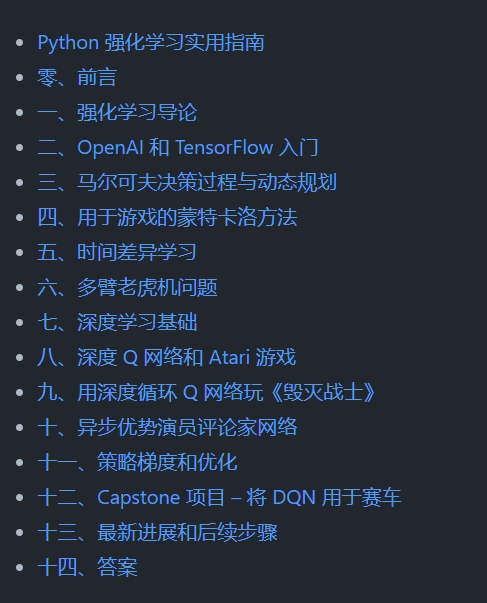 Python 强化学习实用指南
零、前言
一、强化学习导论
二、OpenAI 和 TensorFlow 入门
三、马尔可夫决策过程与动态规划
四、用于游戏的蒙特卡洛方法
五、时间差异学习
六、多臂老虎机问题
七、深度学习基础
八、深度 Q 网络和 Atari 游戏
九、用深度循环 Q 网络玩《毁灭战士》
十、异步优势演员评论家网络
十一、策略梯度和优化
十二、Capstone 项目 – 将 DQN 用于赛车
十三、最新进展和后续步骤
十四、答案